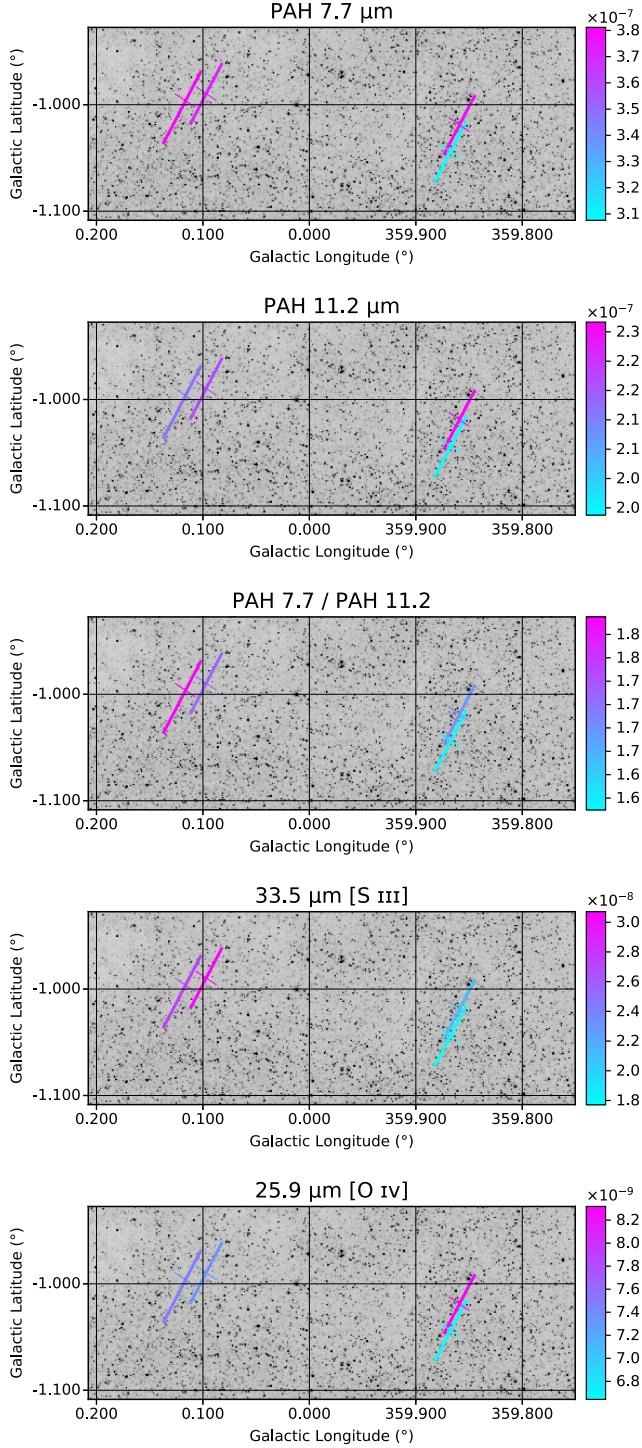 PAH 7.7 µm
×10⁻⁷
3.8
3.7
3.6
3.5
3.4
3.3
3.2
3.1
Galactic Latitude (°)
-1.000
-1.100
0.200 0.100 0.000 359.900 359.800
Galactic Longitude (°)
PAH 11.2 µm
×10⁻⁷
2.3
2.2
2.2
2.1
2.1
2.0
2.0
Galactic Latitude (°)
-1.000
-1.100
0.200 0.100 0.000 359.900 359.800
Galactic Longitude (°)
PAH 7.7 / PAH 11.2
1.8
1.8
1.7
1.7
1.7
1.6
1.6
Galactic Latitude (°)
-1.000
-1.100
0.200 0.100 0.000 359.900 359.800
Galactic Longitude (°)
33.5 µm [S ɪɪɪ]
×10⁻⁸
3.0
2.8
2.6
2.4
2.2
2.0
1.8
Galactic Latitude (°)
-1.000
-1.100
0.200 0.100 0.000 359.900 359.800
Galactic Longitude (°)
25.9 µm [O ɪᴠ]
×10⁻⁹
8.2
8.0
7.8
7.6
7.4
7.2
7.0
6.8
Galactic Latitude (°)
-1.000
-1.100
0.200 0.100 0.000 359.900 359.800
Galactic Longitude (°)